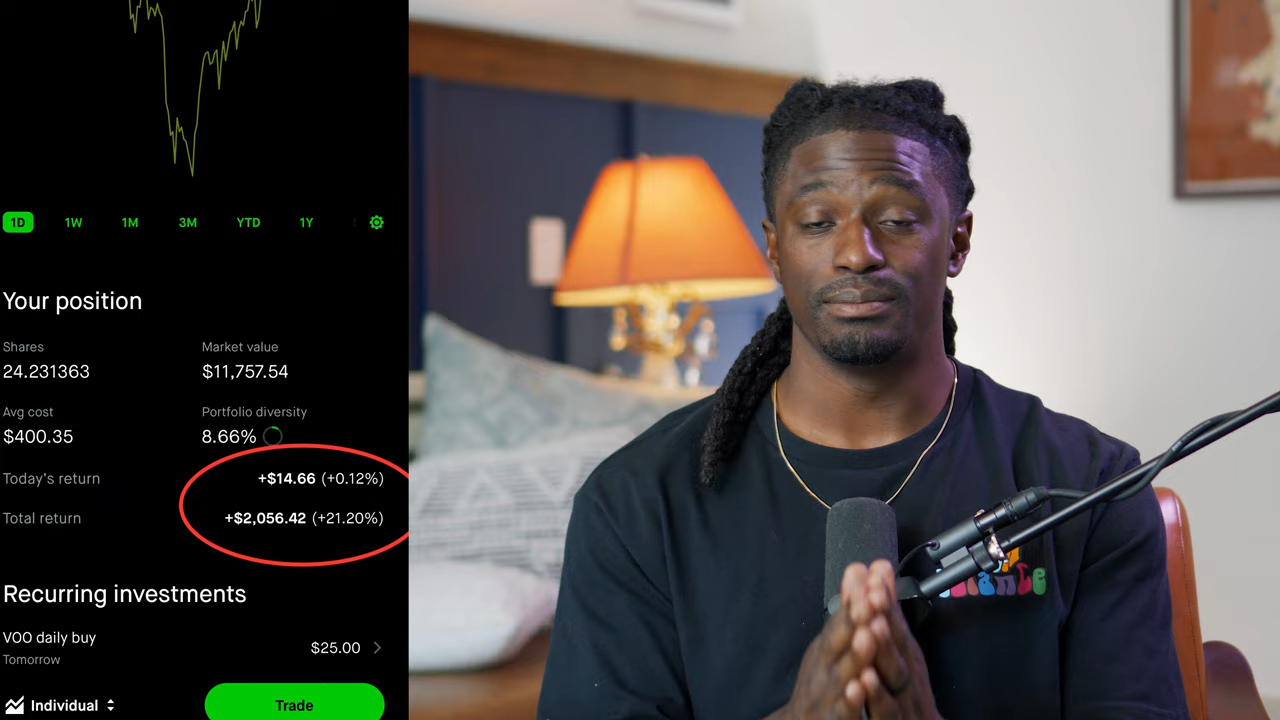 1D 1W 1M 3M YTD 1Y
Your position
Shares Market value
24.231363 $11,757.54
Avg cost Portfolio diversity
$400.35 8.66%
Today's return +$14.66 (+0.12%)
Total return +$2,056.42 (+21.20%)
Recurring investments
VOO daily buy $25.00
Tomorrow
Individual Trade